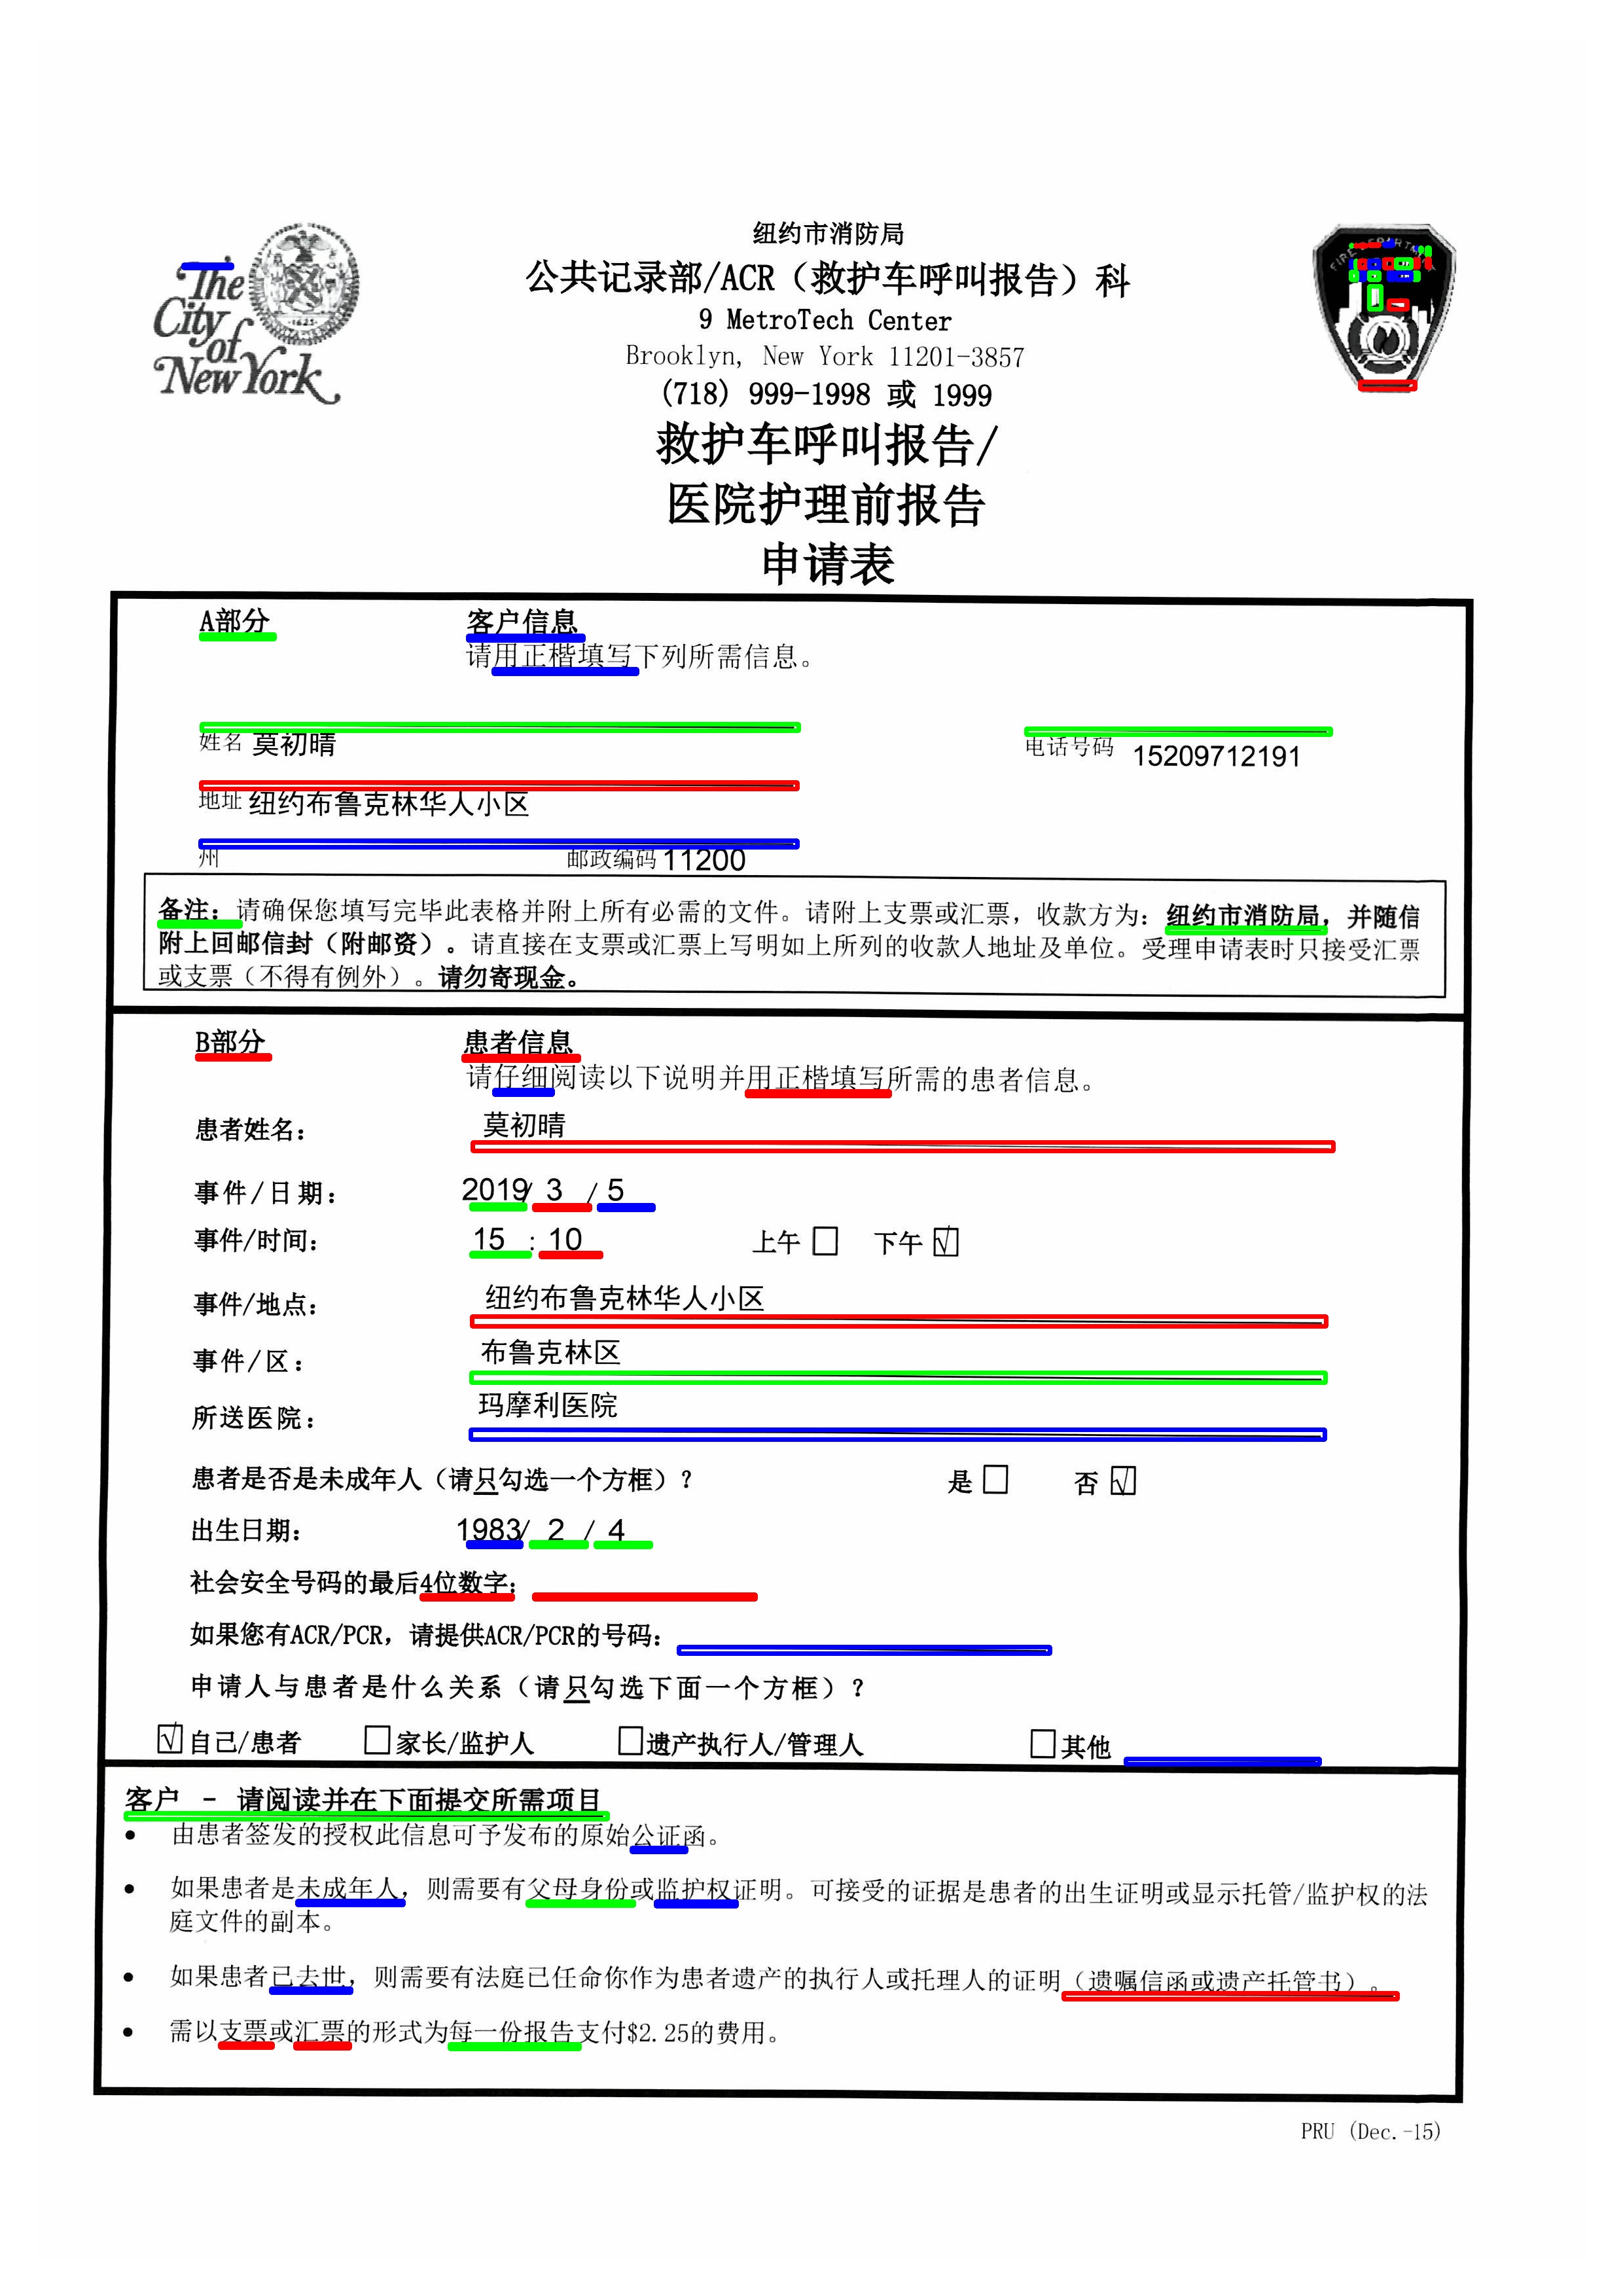 The
City
of
New York
1625
FIRE DEPARTMENT
纽约市消防局
公共记录部/ACR（救护车呼叫报告）科
9 MetroTech Center
Brooklyn, New York 11201-3857
(718) 999-1998 或 1999
救护车呼叫报告/
医院护理前报告
申请表
A部分 客户信息
请用正楷填写下列所需信息。
姓名 莫初晴 电话号码 15209712191
地址 纽约布鲁克林华人小区
州 邮政编码 11200
备注：请确保您填写完毕此表格并附上所有必需的文件。请附上支票或汇票，收款方为：纽约市消防局，并随信
附上回邮信封（附邮资）。请直接在支票或汇票上写明如上所列的收款人地址及单位。受理申请表时只接受汇票
或支票（不得有例外）。请勿寄现金。
B部分 患者信息
请仔细阅读以下说明并用正楷填写所需的患者信息。
患者姓名： 莫初晴
事件/日期： 2019/ 3 / 5
事件/时间： 15 : 10 上午 下午 √
事件/地点： 纽约布鲁克林华人小区
事件/区： 布鲁克林区
所送医院： 玛摩利医院
患者是否是未成年人（请只勾选一个方框）？ 是 否 √
出生日期： 1983/ 2 / 4
社会安全号码的最后4位数字：
如果您有ACR/PCR，请提供ACR/PCR的号码：
申请人与患者是什么关系（请只勾选下面一个方框）？
√ 自己/患者 家长/监护人 遗产执行人/管理人 其他
客户 - 请阅读并在下面提交所需项目
• 由患者签发的授权此信息可予发布的原始公证函。
• 如果患者是未成年人，则需要有父母身份或监护权证明。可接受的证据是患者的出生证明或显示托管/监护权的法
庭文件的副本。
• 如果患者已去世，则需要有法庭已任命你作为患者遗产的执行人或托理人的证明（遗嘱信函或遗产托管书）。
• 需以支票或汇票的形式为每一份报告支付$2.25的费用。
PRU (Dec.-15)